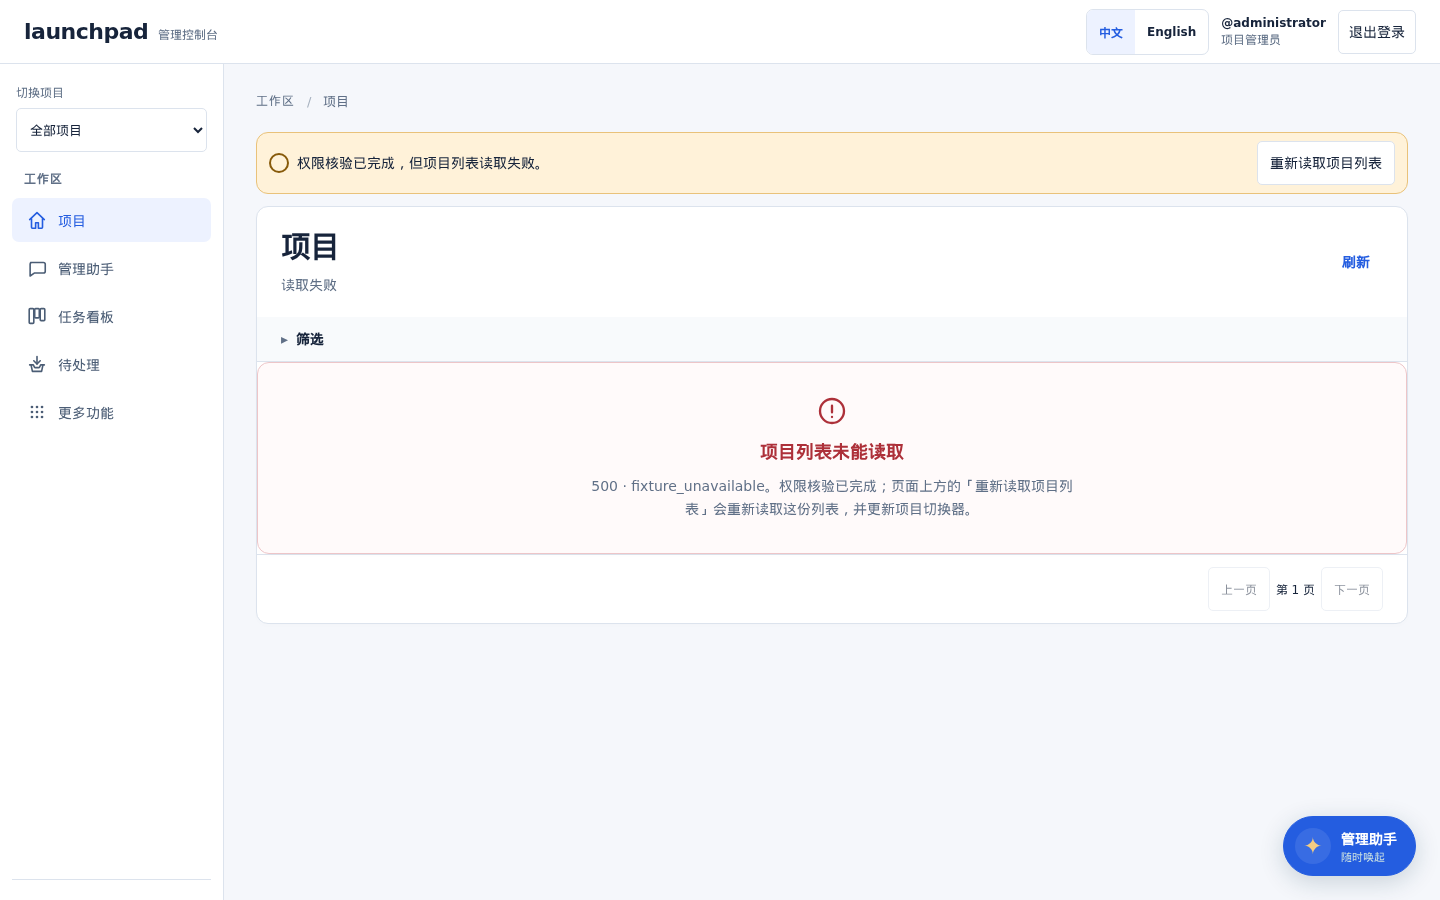 launchpad 管理控制台
中文 English
@administrator
项目管理员
退出登录
切换项目
全部项目
工作区
项目
管理助手
任务看板
待处理
更多功能
工作区 / 项目
权限核验已完成，但项目列表读取失败。
重新读取项目列表
项目
读取失败
刷新
▸ 筛选
项目列表未能读取
500 · fixture_unavailable。权限核验已完成；页面上方的「重新读取项目列
表」会重新读取这份列表，并更新项目切换器。
上一页 第 1 页 下一页
管理助手
随时唤起